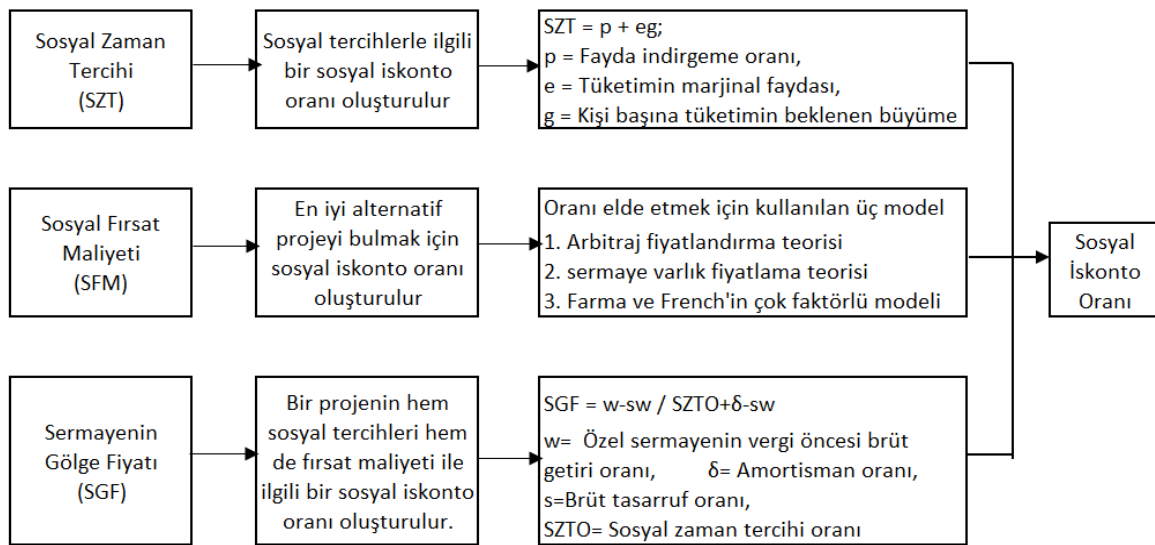 Sosyal Zaman
Tercihi
(SZT)
Sosyal tercihlerle ilgili
bir sosyal iskonto
oranı oluşturulur
SZT = p + eg;
p = Fayda indirgeme oranı,
e = Tüketimin marjinal faydası,
g = Kişi başına tüketimin beklenen büyüme
Sosyal Fırsat
Maliyeti
(SFM)
En iyi alternatif
projeyi bulmak için
sosyal iskonto oranı
oluşturulur
Oranı elde etmek için kullanılan üç model
1. Arbitraj fiyatlandırma teorisi
2. sermaye varlık fiyatlama teorisi
3. Farma ve French'in çok faktörlü modeli
Sosyal
İskonto
Oranı
Sermayenin
Gölge Fiyatı
(SGF)
Bir projenin hem
sosyal tercihleri hem
de fırsat maliyeti ile
ilgili bir sosyal iskonto
oranı oluşturulur.
SGF = w-sw / SZTO+δ-sw
w= Özel sermayenin vergi öncesi brüt
getiri oranı, δ= Amortisman oranı,
s=Brüt tasarruf oranı,
SZTO= Sosyal zaman tercihi oranı